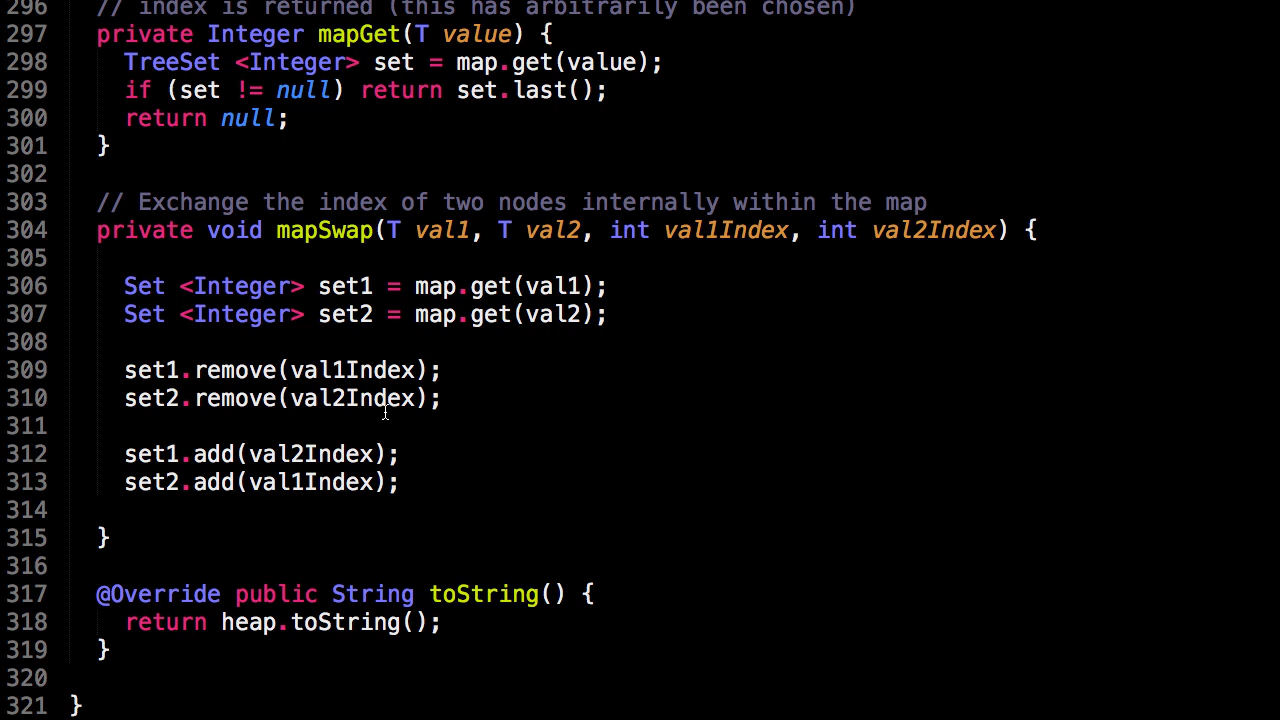 296 // index is returned (this has arbitrarily been chosen)
297 private Integer mapGet(T value) {
298 TreeSet <Integer> set = map.get(value);
299 if (set != null) return set.last();
300 return null;
301 }
302
303 // Exchange the index of two nodes internally within the map
304 private void mapSwap(T val1, T val2, int val1Index, int val2Index) {
305
306 Set <Integer> set1 = map.get(val1);
307 Set <Integer> set2 = map.get(val2);
308
309 set1.remove(val1Index);
310 set2.remove(val2Index);
311
312 set1.add(val2Index);
313 set2.add(val1Index);
314
315 }
316
317 @Override public String toString() {
318 return heap.toString();
319 }
320
321 }